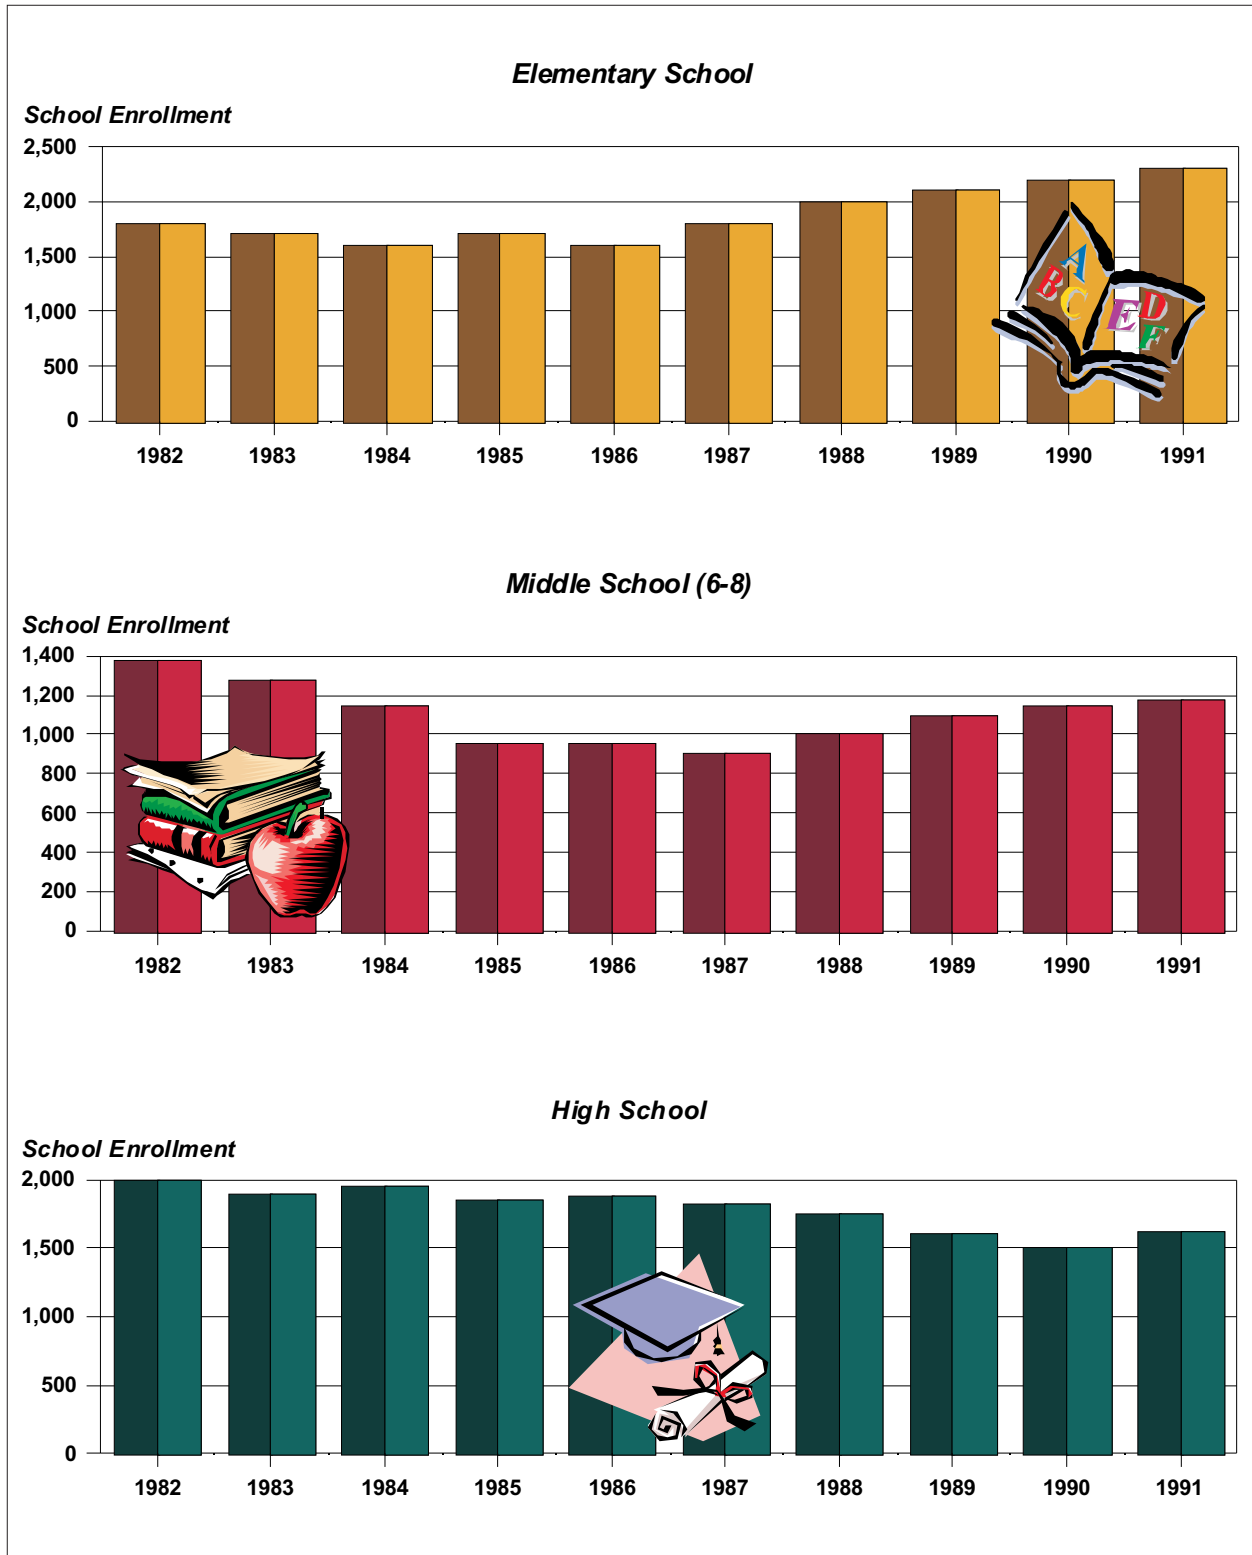 Elementary School
School Enrollment
2,500
2,000
1,500
1,000
500
0
A
B
C
D
E
F
1982 1983 1984 1985 1986 1987 1988 1989 1990 1991
Middle School (6-8)
School Enrollment
1,400
1,200
1,000
800
600
400
200
0
1982 1983 1984 1985 1986 1987 1988 1989 1990 1991
High School
School Enrollment
2,000
1,500
1,000
500
0
1982 1983 1984 1985 1986 1987 1988 1989 1990 1991